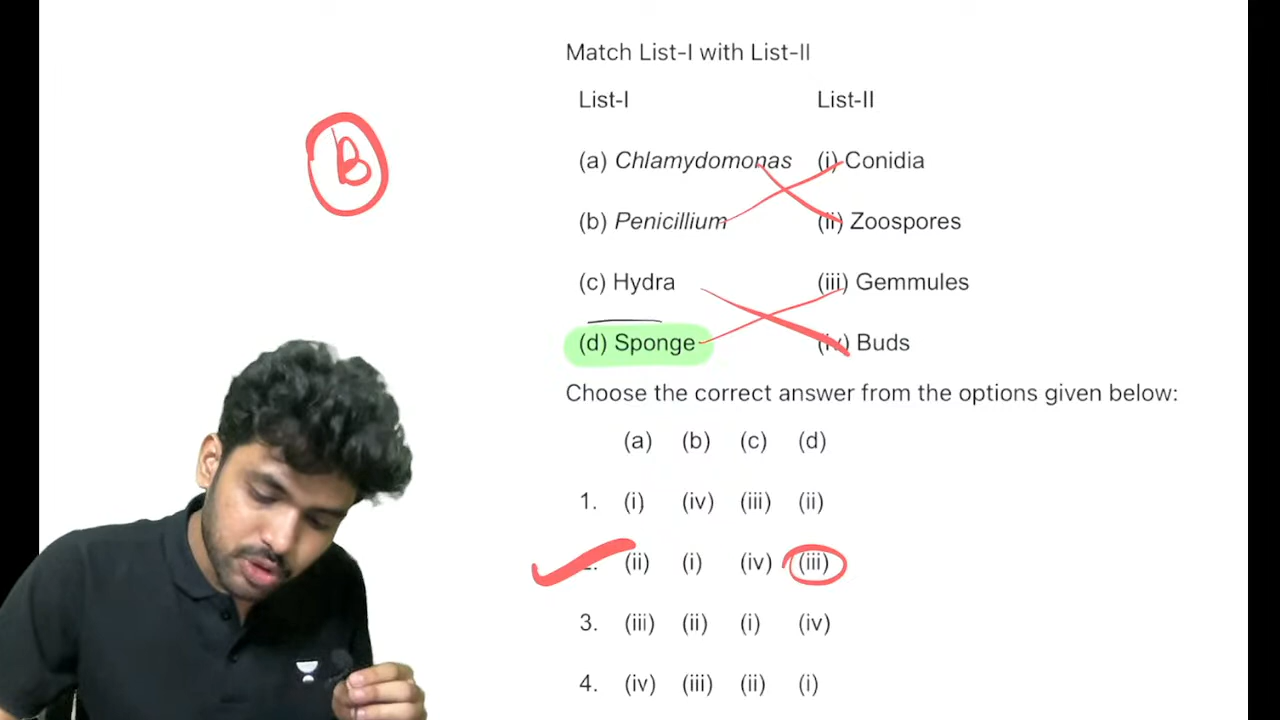 Match List-I with List-II
List-I List-II
(a) Chlamydomonas (i) Conidia
(b) Penicillium (ii) Zoospores
(c) Hydra (iii) Gemmules
(d) Sponge (iv) Buds
B
Choose the correct answer from the options given below:
(a) (b) (c) (d)
1. (i) (iv) (iii) (ii)
2. (ii) (i) (iv) (iii)
3. (iii) (ii) (i) (iv)
4. (iv) (iii) (ii) (i)